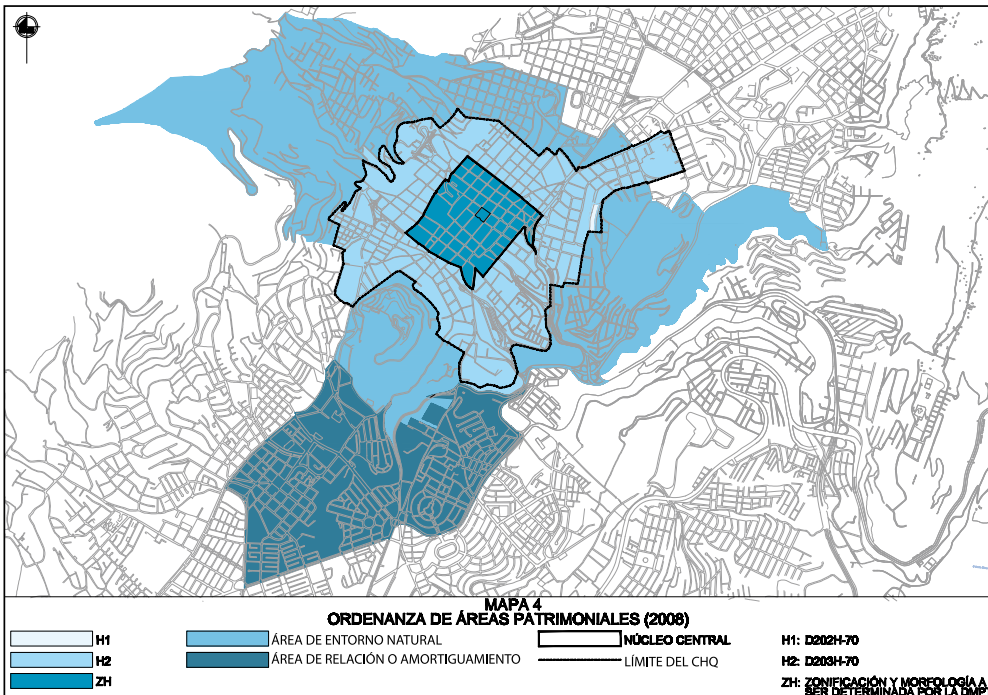 MAPA 4
ORDENANZA DE ÁREAS PATRIMONIALES (2008)
H1
H2
ZH
ÁREA DE ENTORNO NATURAL
ÁREA DE RELACIÓN O AMORTIGUAMIENTO
NÚCLEO CENTRAL
LÍMITE DEL CHQ
H1: D202H-70
H2: D203H-70
ZH: ZONIFICACIÓN Y MORFOLOGÍA A
SER DETERMINADA POR LA DMPT